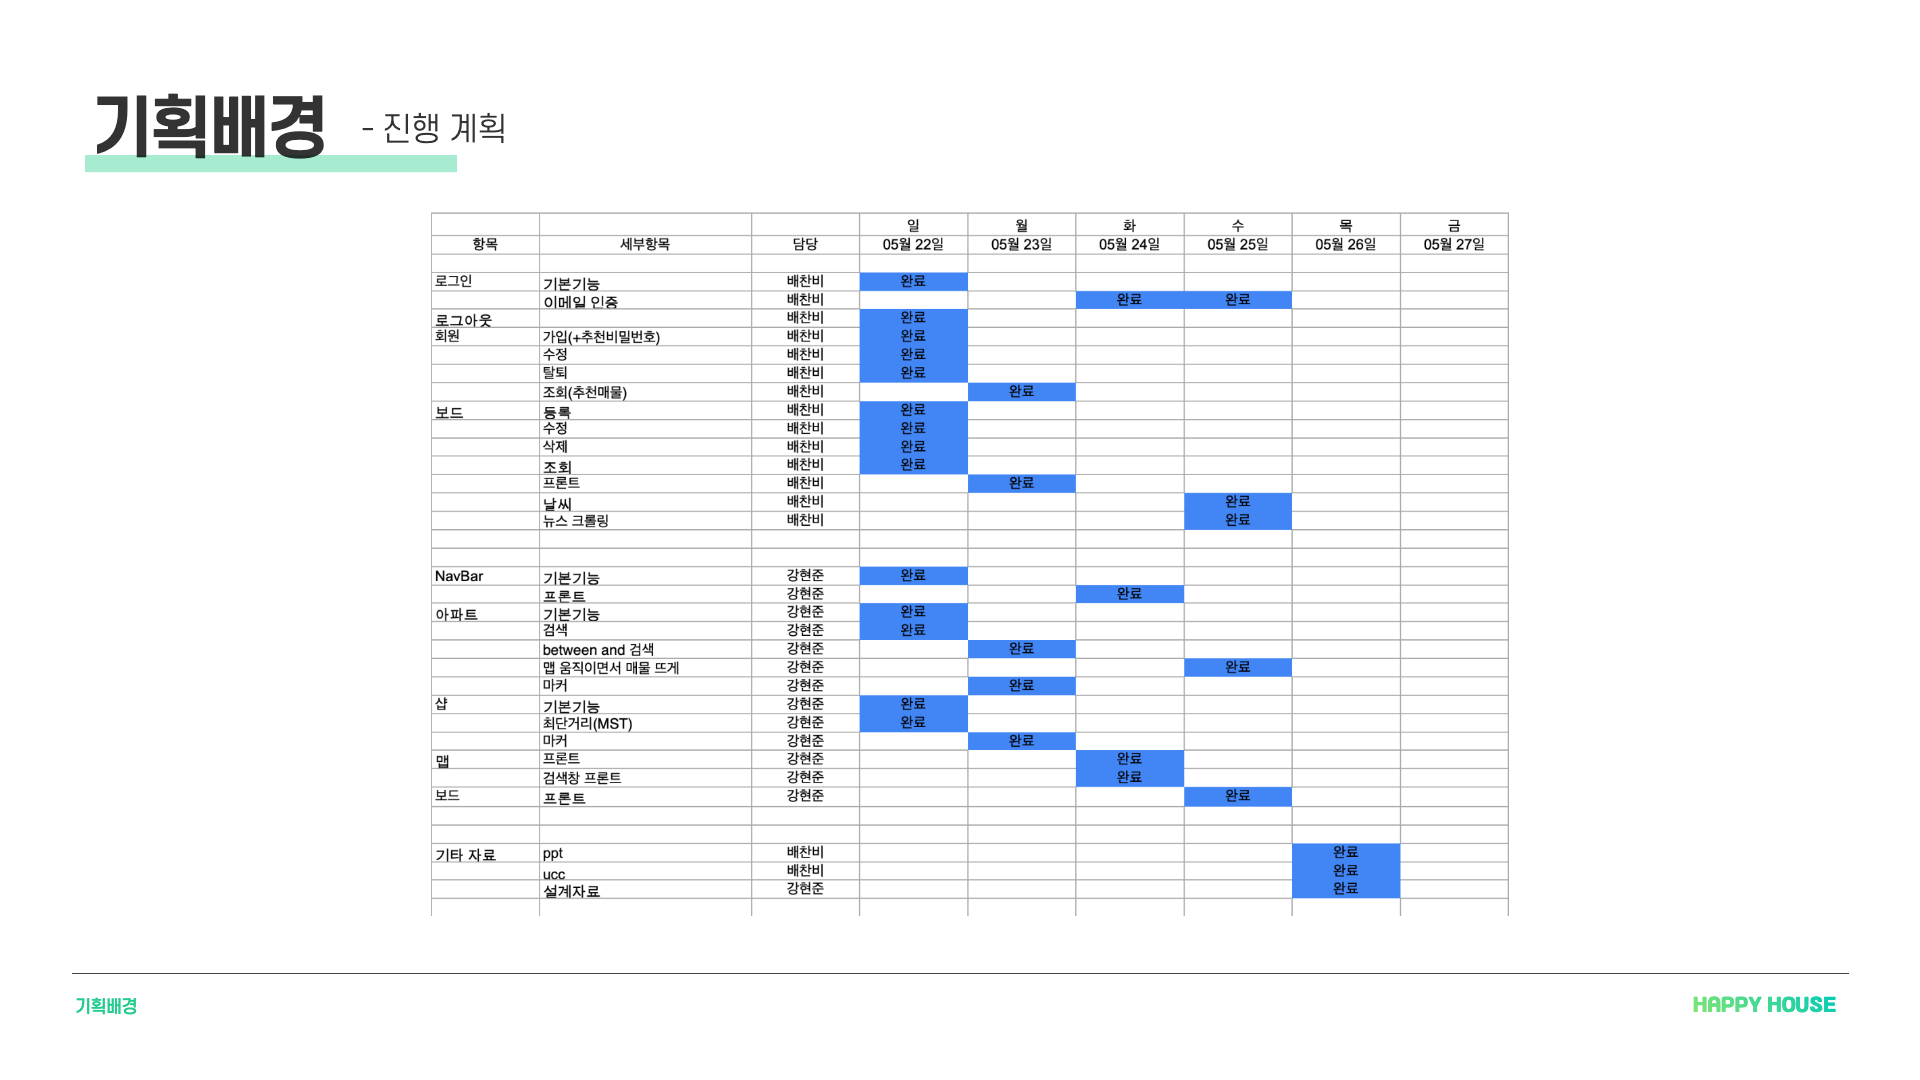 기획배경 - 진행 계획
일 월 화 수 목 금
항목 세부항목 담당 05월 22일 05월 23일 05월 24일 05월 25일 05월 26일 05월 27일
로그인 기본기능 배찬비 완료
이메일 인증 배찬비 완료 완료
로그아웃 배찬비 완료
회원 가입(+추천비밀번호) 배찬비 완료
수정 배찬비 완료
탈퇴 배찬비 완료
조회(추천매물) 배찬비 완료
보드 등록 배찬비 완료
수정 배찬비 완료
삭제 배찬비 완료
조회 배찬비 완료
프론트 배찬비 완료
날씨 배찬비 완료
뉴스 크롤링 배찬비 완료
NavBar 기본기능 강현준 완료
프론트 강현준 완료
아파트 기본기능 강현준 완료
검색 강현준 완료
between and 검색 강현준 완료
맵 움직이면서 매물 뜨게 강현준 완료
마커 강현준 완료
샵 기본기능 강현준 완료
최단거리(MST) 강현준 완료
마커 강현준 완료
맵 프론트 강현준 완료
검색창 프론트 강현준 완료
보드 프론트 강현준 완료
기타 자료 ppt 배찬비 완료
ucc 배찬비 완료
설계자료 강현준 완료
기획배경 HAPPY HOUSE